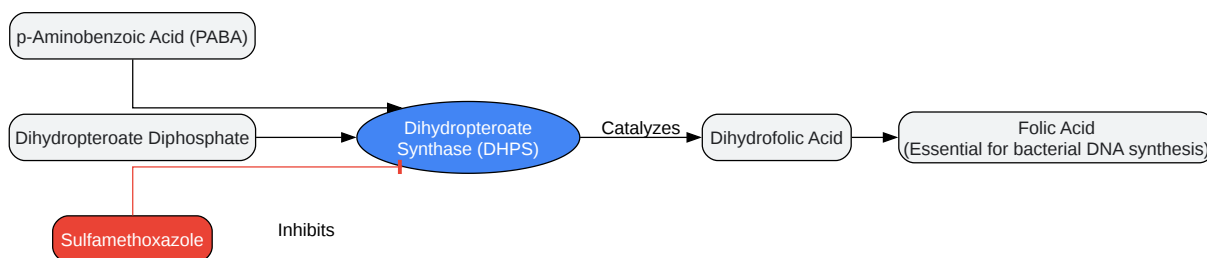 p-Aminobenzoic Acid (PABA)
Dihydropteroate Diphosphate
Dihydropteroate
Synthase (DHPS)
Catalyzes
Dihydrofolic Acid
Folic Acid
(Essential for bacterial DNA synthesis)
Sulfamethoxazole
Inhibits